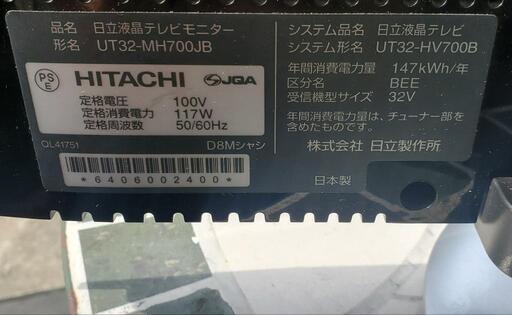 品名 日立液晶テレビモニター
形名 UT32-MH700JB
PS E HITACHI JQA
定格電圧 100V
定格消費電力 117W
定格周波数 50/60Hz
QL41751 D8Mシャシ
*6406002400*
システム品名 日立液晶テレビ
システム形名 UT32-HV700B
年間消費電力量 147kWh/年
区分名 BEE
受信機型サイズ 32V
年間消費電力量は、チューナー部を
含めたものです。
株式会社 日立製作所
日本製